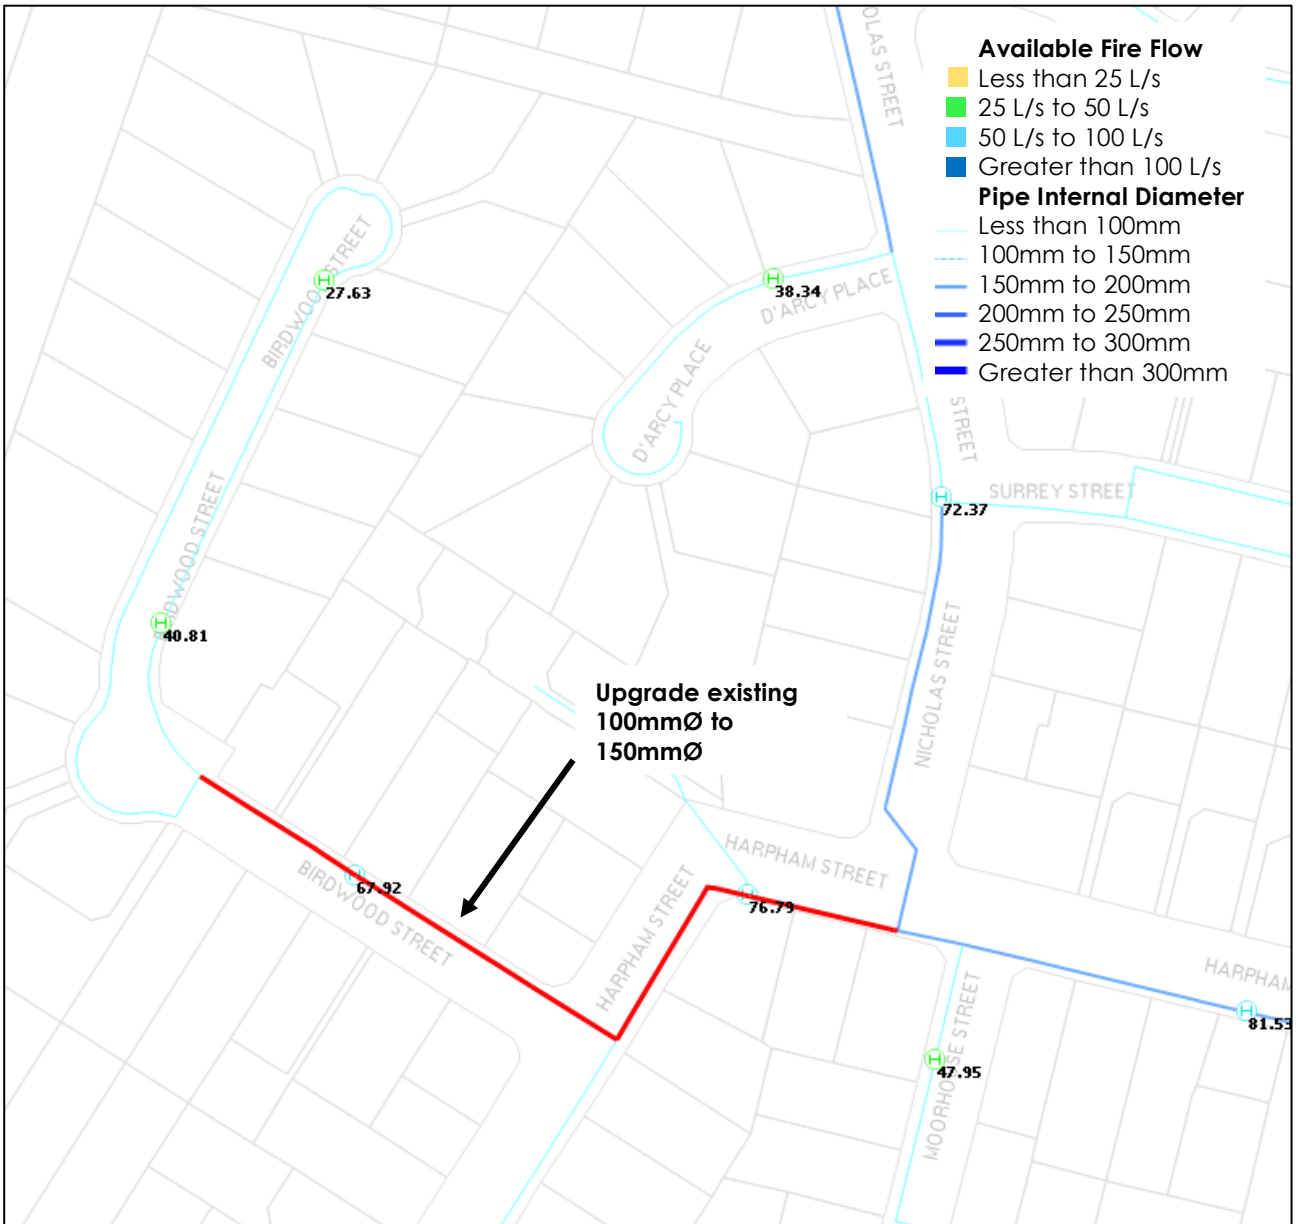 OLAS STREET
Available Fire Flow
Less than 25 L/s
25 L/s to 50 L/s
50 L/s to 100 L/s
Greater than 100 L/s
Pipe Internal Diameter
Less than 100mm
100mm to 150mm
150mm to 200mm
200mm to 250mm
250mm to 300mm
Greater than 300mm
BIRDWOOD STREET
27.63
38.34
D'ARCY PLACE
D'ARCY PLACE
STREET
SURREY STREET
72.37
BIRDWOOD STREET
40.81
NICHOLAS STREET
Upgrade existing
100mmØ to
150mmØ
HARPHAM STREET
67.92
BIRDWOOD STREET
76.79
HARPHAM STREET
HARPHAM
81.53
47.95
MOORHOUSE STREET